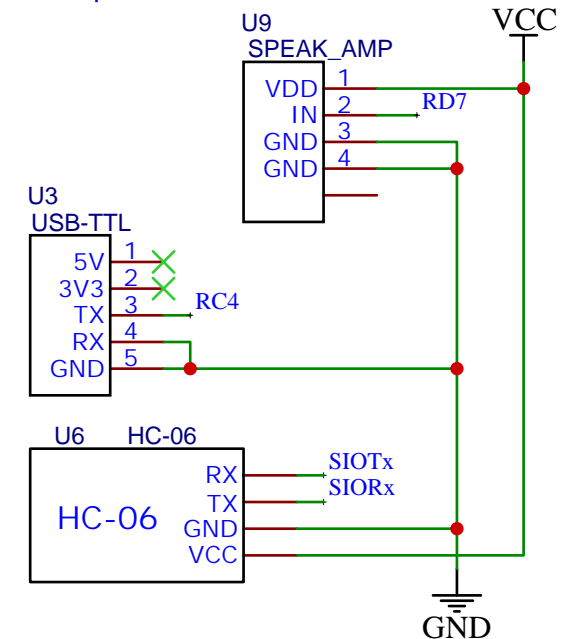 U9
SPEAK_AMP
VCC
VDD 1
IN 2 RD7
GND 3
GND 4
U3
USB-TTL
5V 1
3V3 2
TX 3 RC4
RX 4
GND 5
U6 HC-06
HC-06
RX SIOTx
TX SIORx
GND
VCC
GND